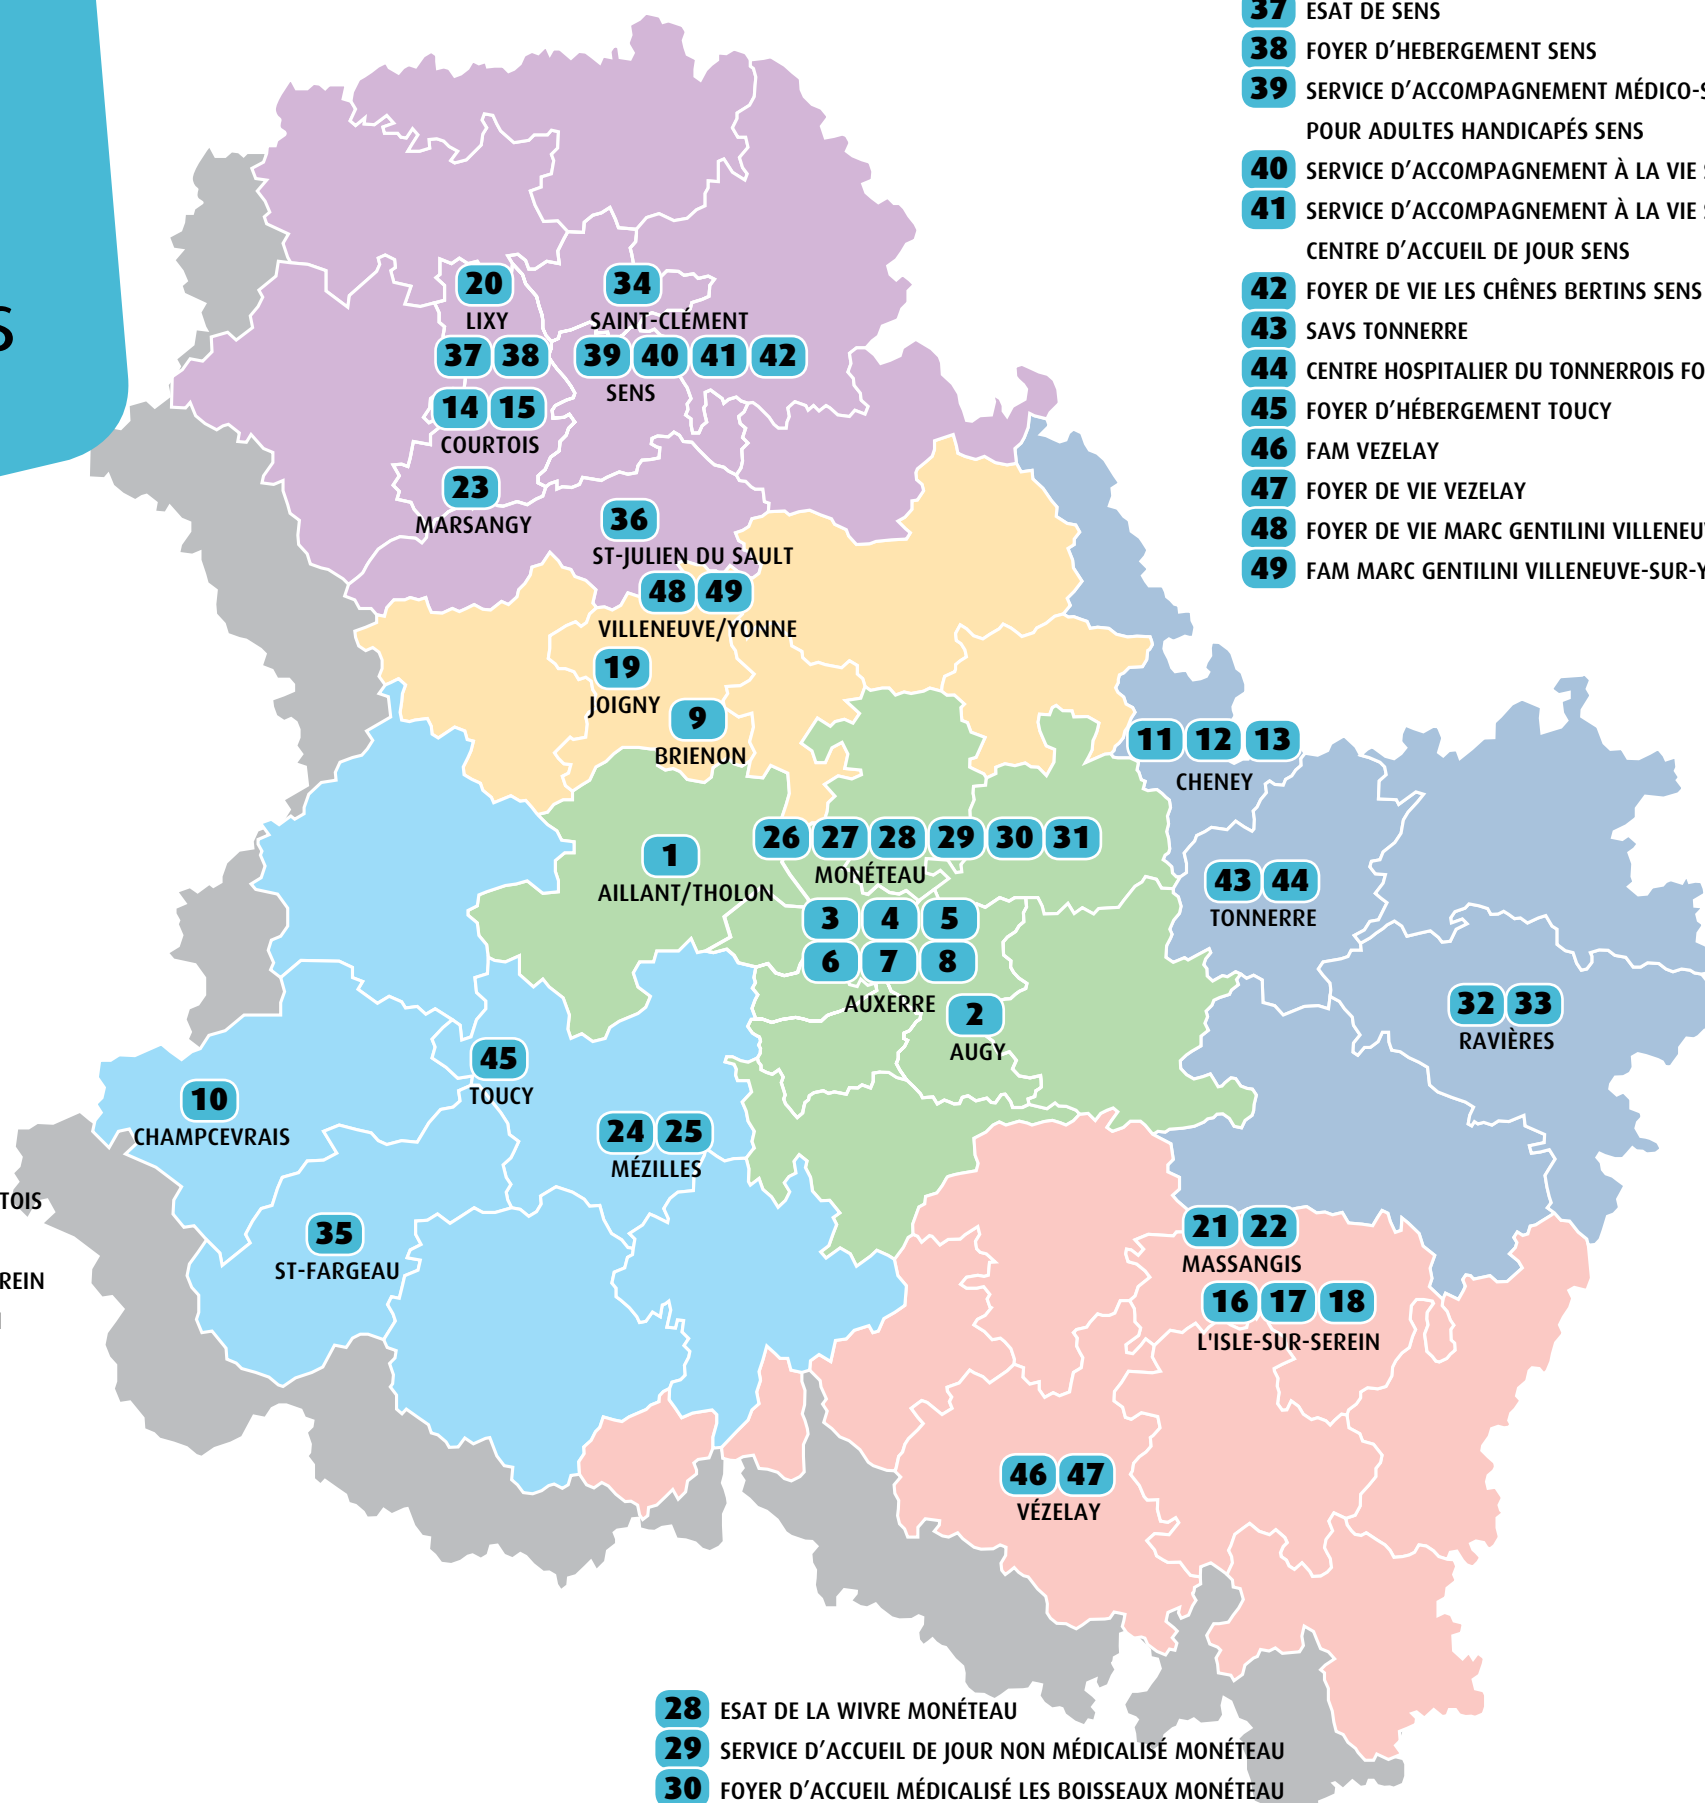 37 ESAT DE SENS
38 FOYER D'HEBERGEMENT SENS
39 SERVICE D'ACCOMPAGNEMENT MÉDICO-S
POUR ADULTES HANDICAPÉS SENS
40 SERVICE D'ACCOMPAGNEMENT À LA VIE S
41 SERVICE D'ACCOMPAGNEMENT À LA VIE S
CENTRE D'ACCUEIL DE JOUR SENS
42 FOYER DE VIE LES CHÊNES BERTINS SENS
43 SAVS TONNERRE
44 CENTRE HOSPITALIER DU TONNERROIS FO
45 FOYER D'HÉBERGEMENT TOUCY
46 FAM VEZELAY
47 FOYER DE VIE VEZELAY
48 FOYER DE VIE MARC GENTILINI VILLENEU
49 FAM MARC GENTILINI VILLENEUVE-SUR-Y
S
20
LIXY
34
SAINT-CLÉMENT
37 38
39 40 41 42
SENS
14 15
COURTOIS
23
MARSANGY
36
ST-JULIEN DU SAULT
48 49
VILLENEUVE/YONNE
19
JOIGNY
9
BRIENON
11 12 13
CHENEY
26 27 28 29 30 31
MONÉTEAU
1
AILLANT/THOLON
43 44
TONNERRE
3 4 5
6 7 8
AUXERRE
2
AUGY
32 33
RAVIÈRES
45
TOUCY
10
CHAMPCEVRAIS
24 25
MÉZILLES
TOIS
35
ST-FARGEAU
REIN
21 22
MASSANGIS
16 17 18
L'ISLE-SUR-SEREIN
46 47
VÉZELAY
28 ESAT DE LA WIVRE MONÉTEAU
29 SERVICE D'ACCUEIL DE JOUR NON MÉDICALISÉ MONÉTEAU
30 FOYER D'ACCUEIL MÉDICALISÉ LES BOISSEAUX MONÉTEAU